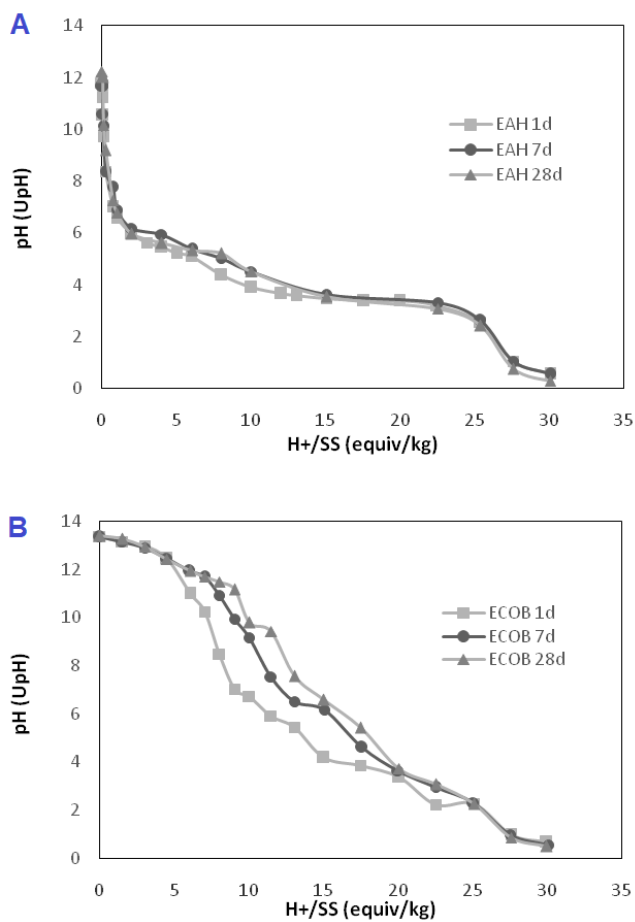 A
14
12
10
8
6
4
2
0
pH (UpH)
EAH 1d
EAH 7d
EAH 28d
0 5 10 15 20 25 30 35
H+/SS (equiv/kg)
B
14
12
10
8
6
4
2
0
pH (UpH)
ECOB 1d
ECOB 7d
ECOB 28d
0 5 10 15 20 25 30 35
H+/SS (equiv/kg)